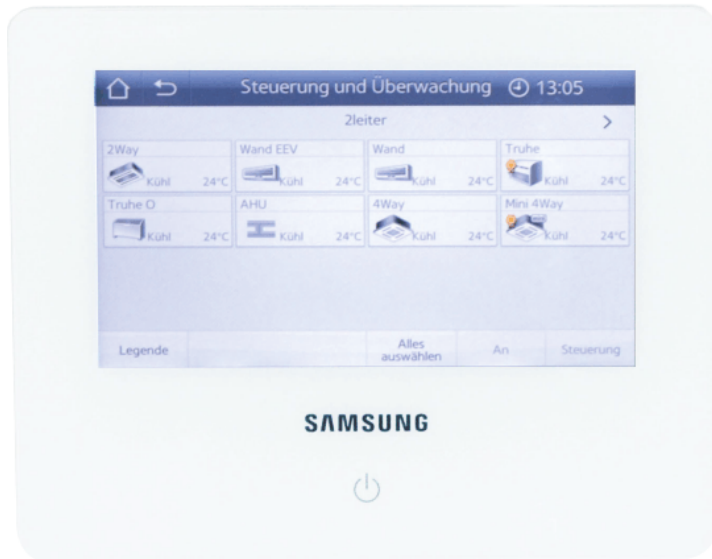 Steuerung und Überwachung 13:05
2leiter >
2Way
Kühl 24°C
Wand EEV
Kühl 24°C
Wand
Kühl 24°C
Truhe
Kühl 24°C
Truhe O
Kühl 24°C
AHU
Kühl 24°C
4Way
Kühl 24°C
Mini 4Way
Kühl 24°C
Legende
Alles
auswählen
An
Steuerung
SAMSUNG